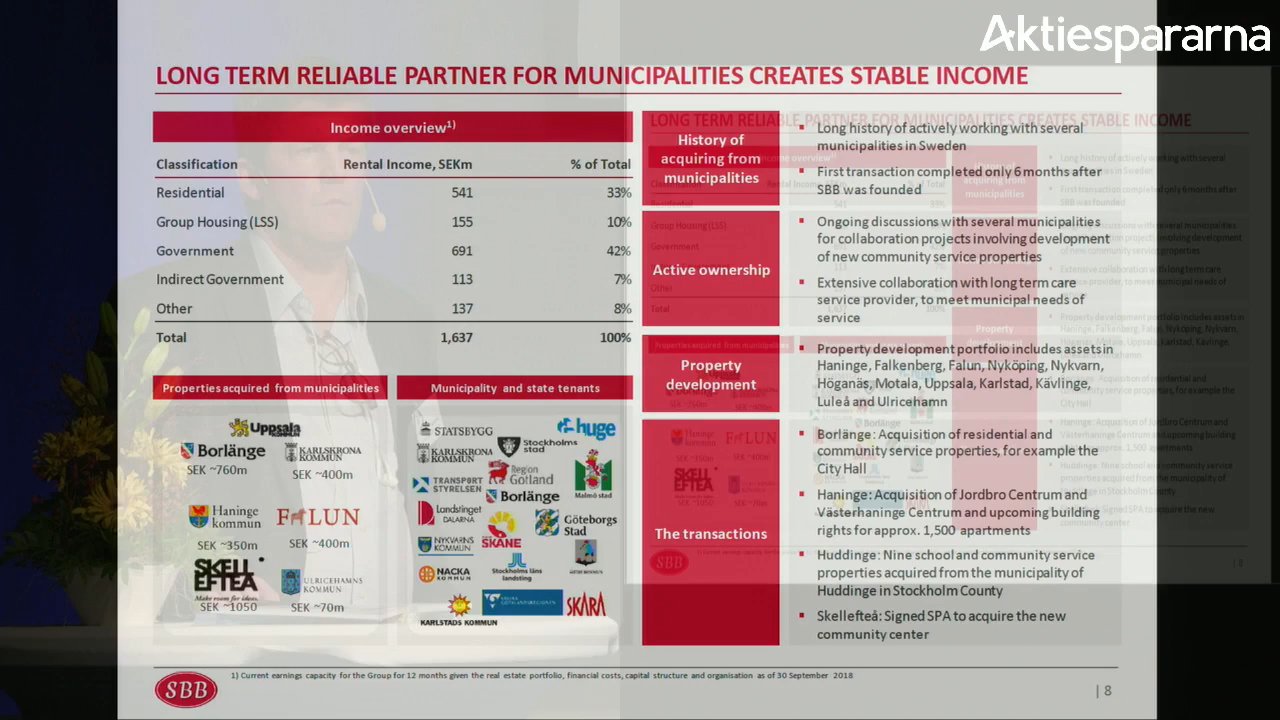 Aktiespararna
LONG TERM RELIABLE PARTNER FOR MUNICIPALITIES CREATES STABLE INCOME
Income overview1)
Classification Rental Income, SEKm % of Total
Residential 541 33%
Group Housing (LSS) 155 10%
Government 691 42%
Indirect Government 113 7%
Other 137 8%
Total 1,637 100%
Properties acquired from municipalities
Uppsala
KOMMUN
Borlänge
SEK ~760m
KARLSKRONA
KOMMUN
SEK ~400m
Haninge
kommun
SEK ~350m
FALUN
SEK ~400m
SKELL
EFTEA
Make room for ideas.
SEK ~1050
ULRICEHAMNS
KOMMUN
SEK ~70m
Municipality and state tenants
STATSBYGG
huge
KARLSKRONA
KOMMUN
Stockholms
stad
TRANSPORT
STYRELSEN
Region
Gotland
Malmö stad
Borlänge
Landstinget
DALARNA
SKÅNE
Göteborgs
Stad
NYKVARNS
KOMMUN
NACKA
KOMMUN
Stockholms läns
landsting
KARLSTADS KOMMUN
SKARA
History of
acquiring from
municipalities
Long history of actively working with several
municipalities in Sweden
First transaction completed only 6 months after
SBB was founded
Active ownership
Ongoing discussions with several municipalities
for collaboration projects involving development
of new community service properties
Extensive collaboration with long term care
service provider, to meet municipal needs of
service
Property
development
Property development portfolio includes assets in
Haninge, Falkenberg, Falun, Nyköping, Nykvarn,
Höganäs, Motala, Uppsala, Karlstad, Kävlinge,
Luleå and Ulricehamn
The transactions
Borlänge: Acquisition of residential and
community service properties, for example the
City Hall
Haninge: Acquisition of Jordbro Centrum and
Västerhaninge Centrum and upcoming building
rights for approx. 1,500 apartments
Huddinge: Nine school and community service
properties acquired from the municipality of
Huddinge in Stockholm County
Skellefteå: Signed SPA to acquire the new
community center
SBB
1) Current earnings capacity for the Group for 12 months given the real estate portfolio, financial costs, capital structure and organisation as of 30 September 2018
| 8